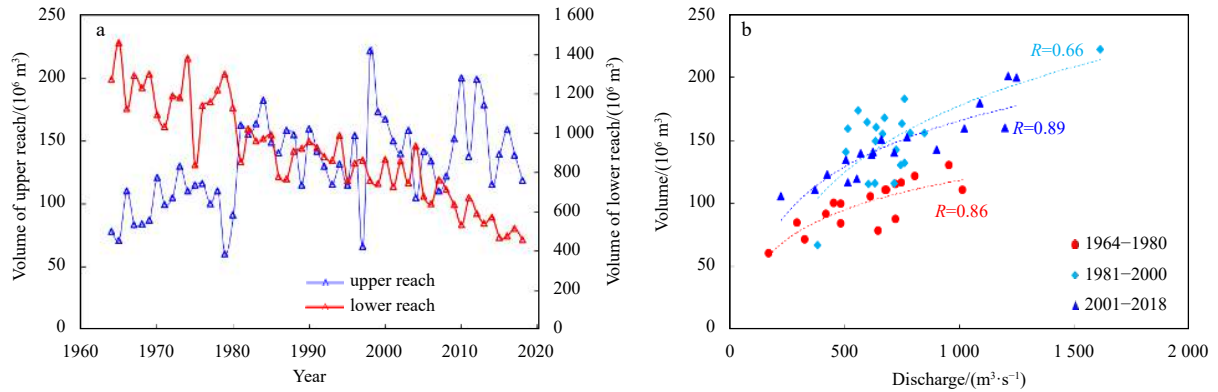 a
250
200
150
100
50
0
Volume of upper reach/(10⁶ m³)
1 600
1 400
1 200
1 000
800
600
400
200
0
Volume of lower reach/(10⁶ m³)
upper reach
lower reach
1960 1970 1980 1990 2000 2010 2020
Year
b
250
200
150
100
50
0
Volume/(10⁶ m³)
R=0.66
R=0.89
R=0.86
1964−1980
1981−2000
2001−2018
0 500 1 000 1 500 2 000
Discharge/(m³·s⁻¹)